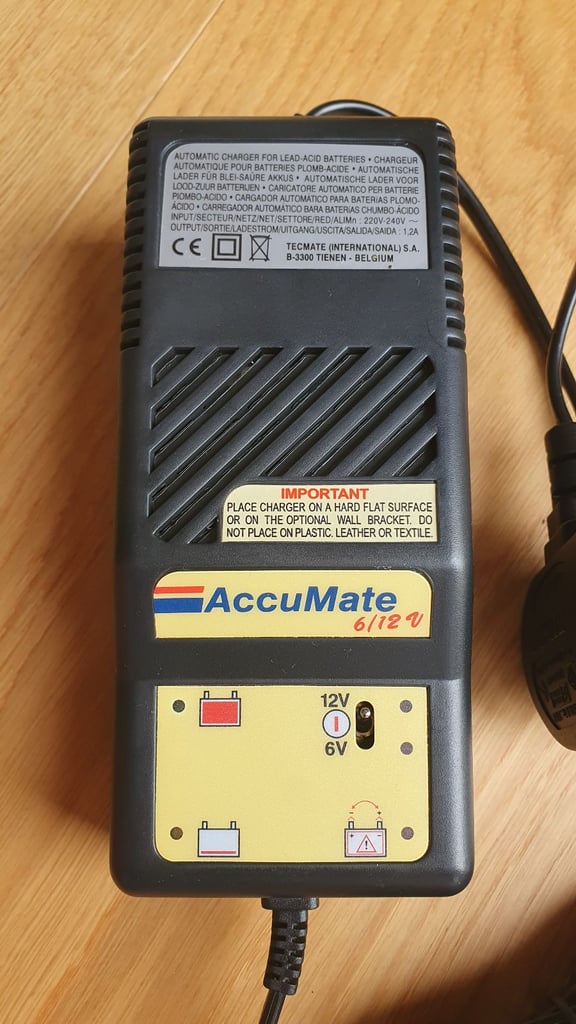 AUTOMATIC CHARGER FOR LEAD-ACID BATTERIES • CHARGEUR
AUTOMATIQUE POUR BATTERIES PLOMB-ACIDE • AUTOMATISCHE
LADER FÜR BLEI-SAÜRE AKKUS • AUTOMATISCHE LADER VOOR
LOOD-ZUUR BATTERIJEN • CARICATORE AUTOMATICO PER BATTERIE
PIOMBO-ACIDO • CARGADOR AUTOMATICO PARA BATERIAS PLOMO-
ÁCIDO • CARREGADOR AUTOMATICO BARA BATERIAS CHUMBO-ACIDO
INPUT/SECTEUR/NETZ/NET/SETTORE/RED/ALIMn : 220V-240V ~
OUTPUT/SORTIE/LADESTROM/UITGANG/USCITA/SALIDA/SAIDA : 1,2A
CE
TECMATE (INTERNATIONAL) S.A.
B-3300 TIENEN - BELGIUM
IMPORTANT
PLACE CHARGER ON A HARD FLAT SURFACE
OR ON THE OPTIONAL WALL BRACKET. DO
NOT PLACE ON PLASTIC. LEATHER OR TEXTILE.
AccuMate
6/12V
12V
6V